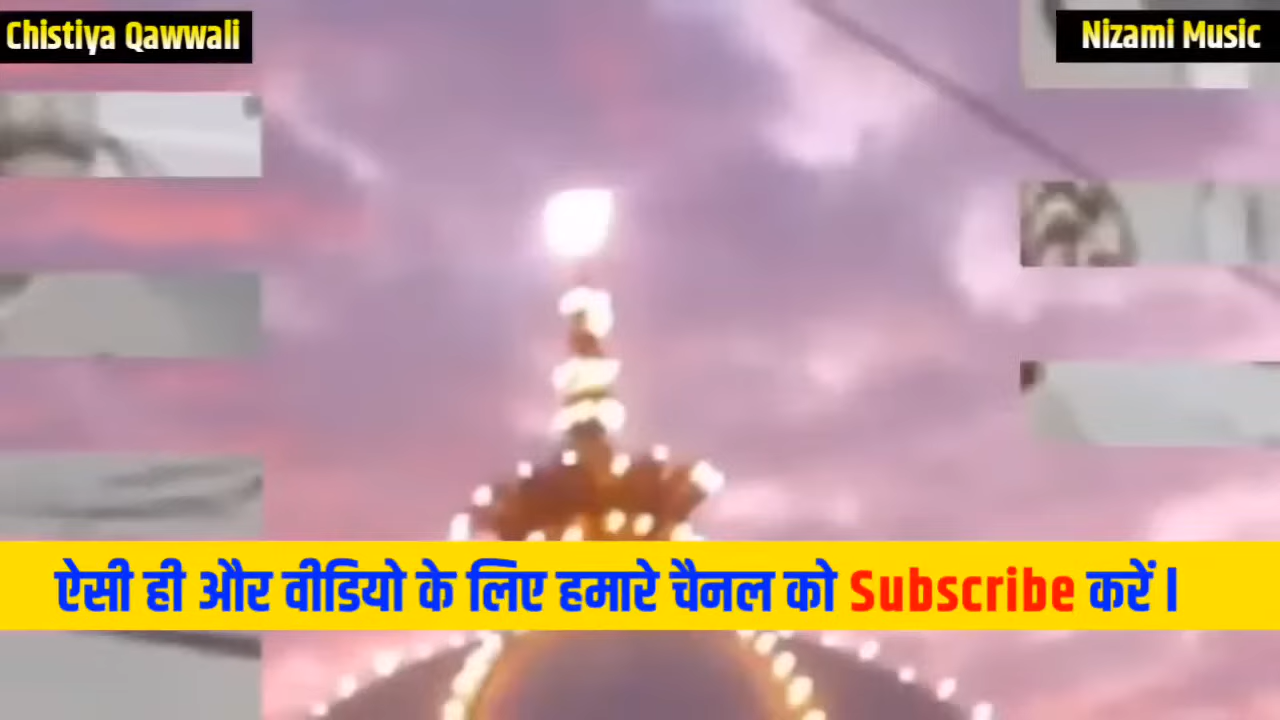 Chistiya Qawwali
Nizami Music
ऐसी ही और वीडियो के लिए हमारे चैनल को Subscribe करें।